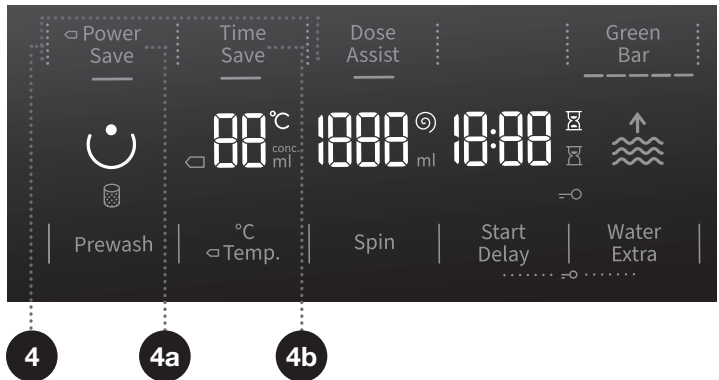 Power Save
Time Save
Dose Assist
Green Bar
88 °C
conc.
ml
1888
ml
18:88
Prewash
°C
Temp.
Spin
Start Delay
Water Extra
4
4a
4b